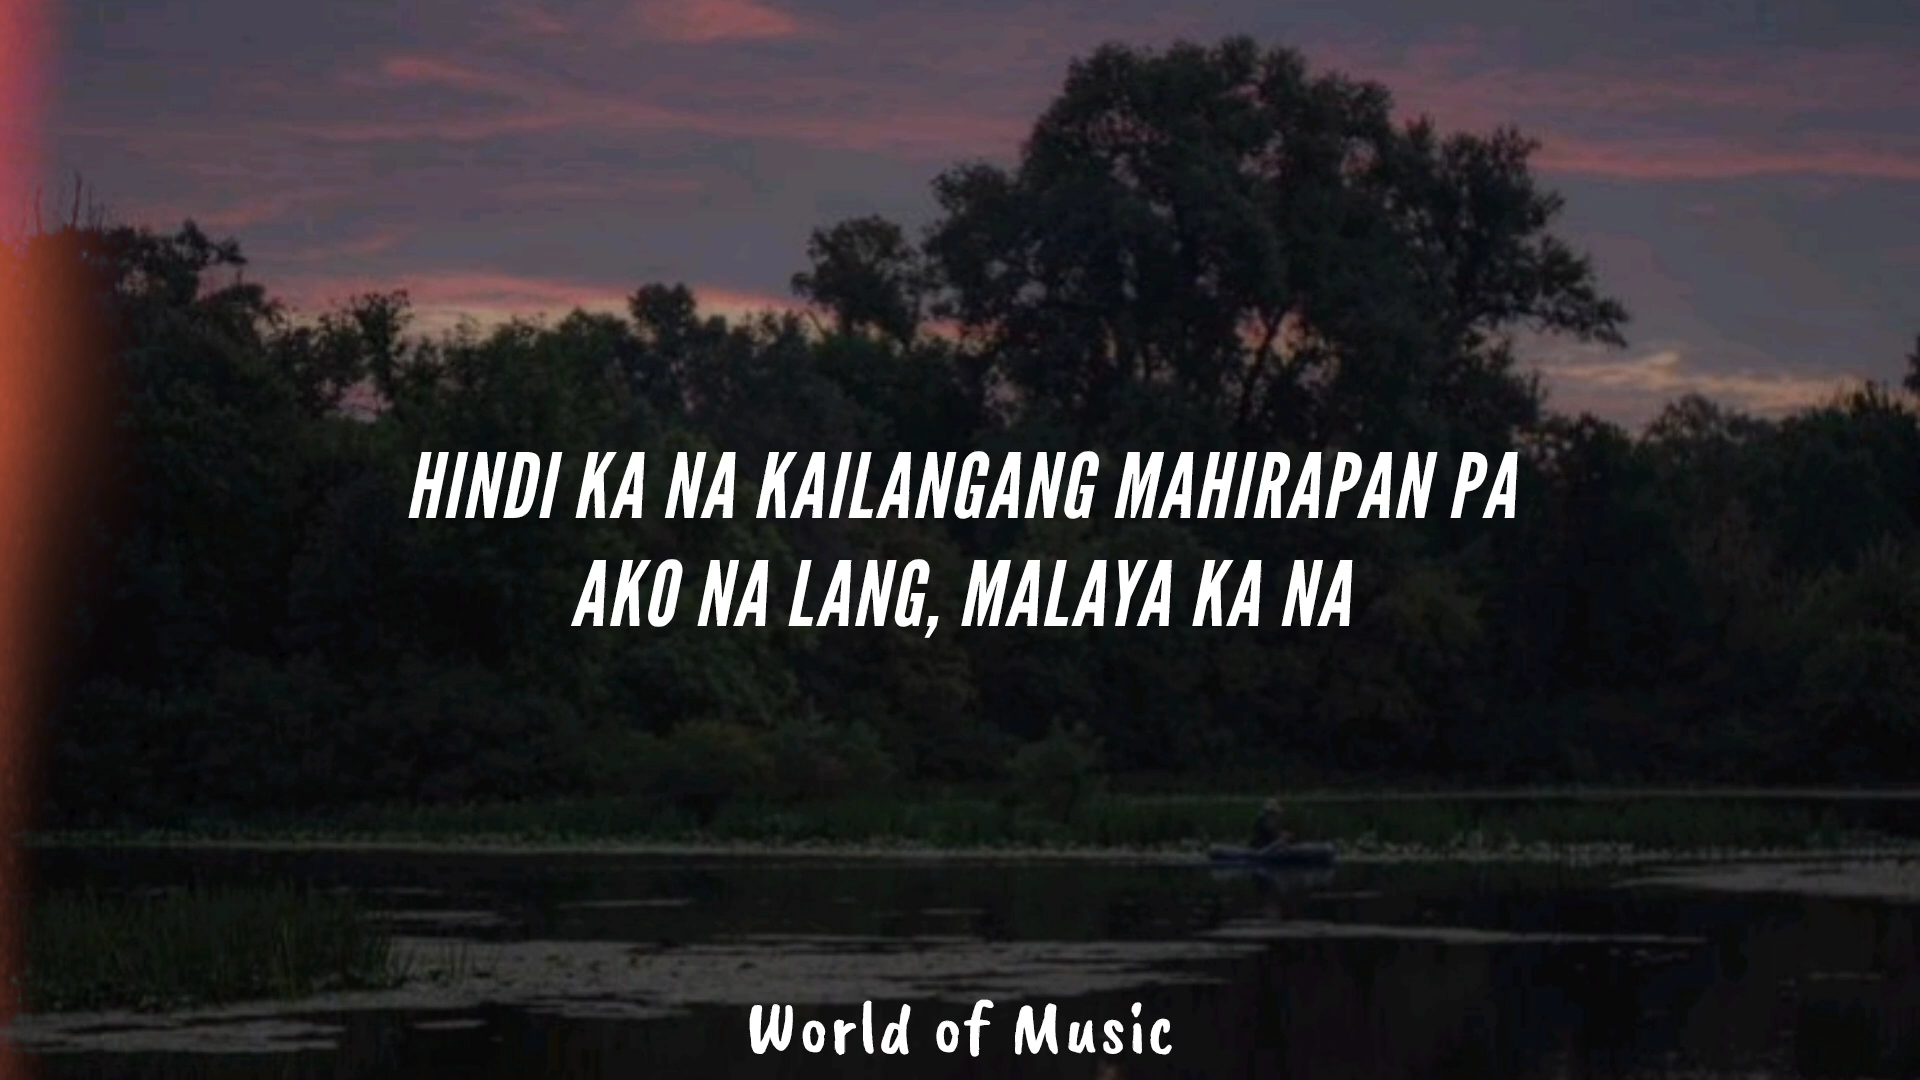 HINDI KA NA KAILANGANG MAHIRAPAN PA
AKO NA LANG, MALAYA KA NA
World of Music